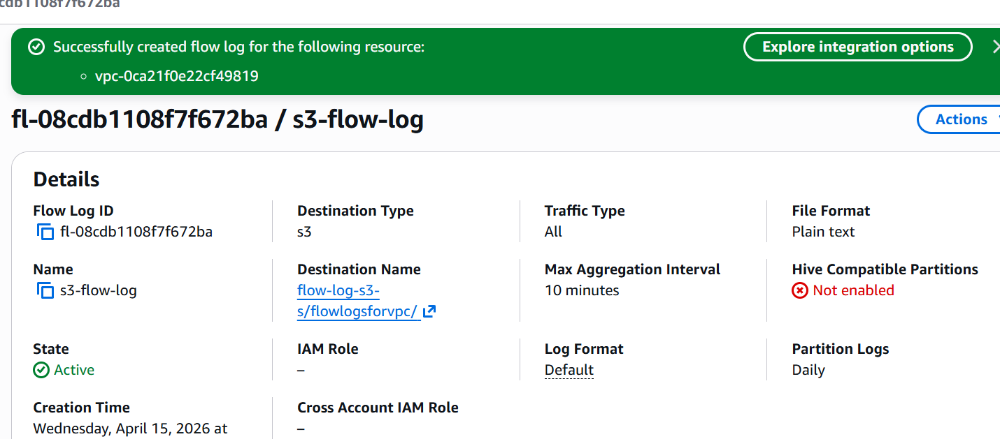 cdb1108f7f672ba
Successfully created flow log for the following resource:
Explore integration options
vpc-0ca21f0e22cf49819
fl-08cdb1108f7f672ba / s3-flow-log
Actions
Details
Flow Log ID
fl-08cdb1108f7f672ba
Destination Type
s3
Traffic Type
All
File Format
Plain text
Name
s3-flow-log
Destination Name
flow-log-s3-
s/flowlogsforvpc/
Max Aggregation Interval
10 minutes
Hive Compatible Partitions
Not enabled
State
Active
IAM Role
–
Log Format
Default
Partition Logs
Daily
Creation Time
Wednesday, April 15, 2026 at
Cross Account IAM Role
–